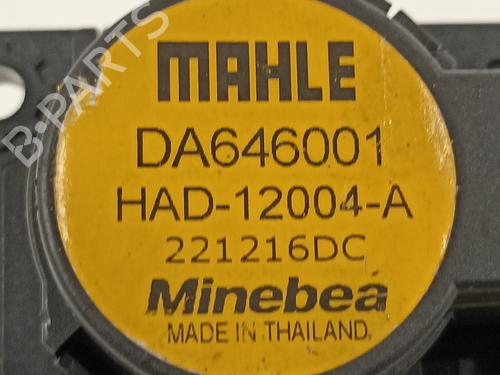 MAHLE
DA646001
HAD-12004-A
221216DC
Minebea
MADE IN THAILAND.
B-PARTS